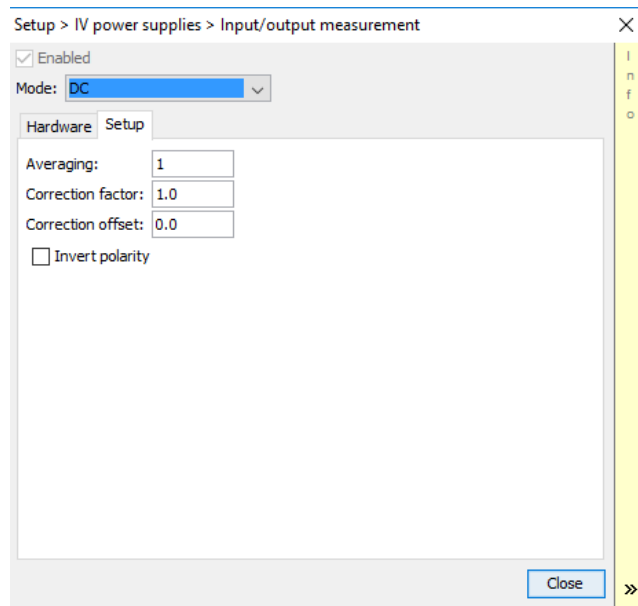 Setup > IV power supplies > Input/output measurement
Enabled
Mode: DC
Hardware Setup
Averaging: 1
Correction factor: 1.0
Correction offset: 0.0
Invert polarity
Close
I
n
f
o
»